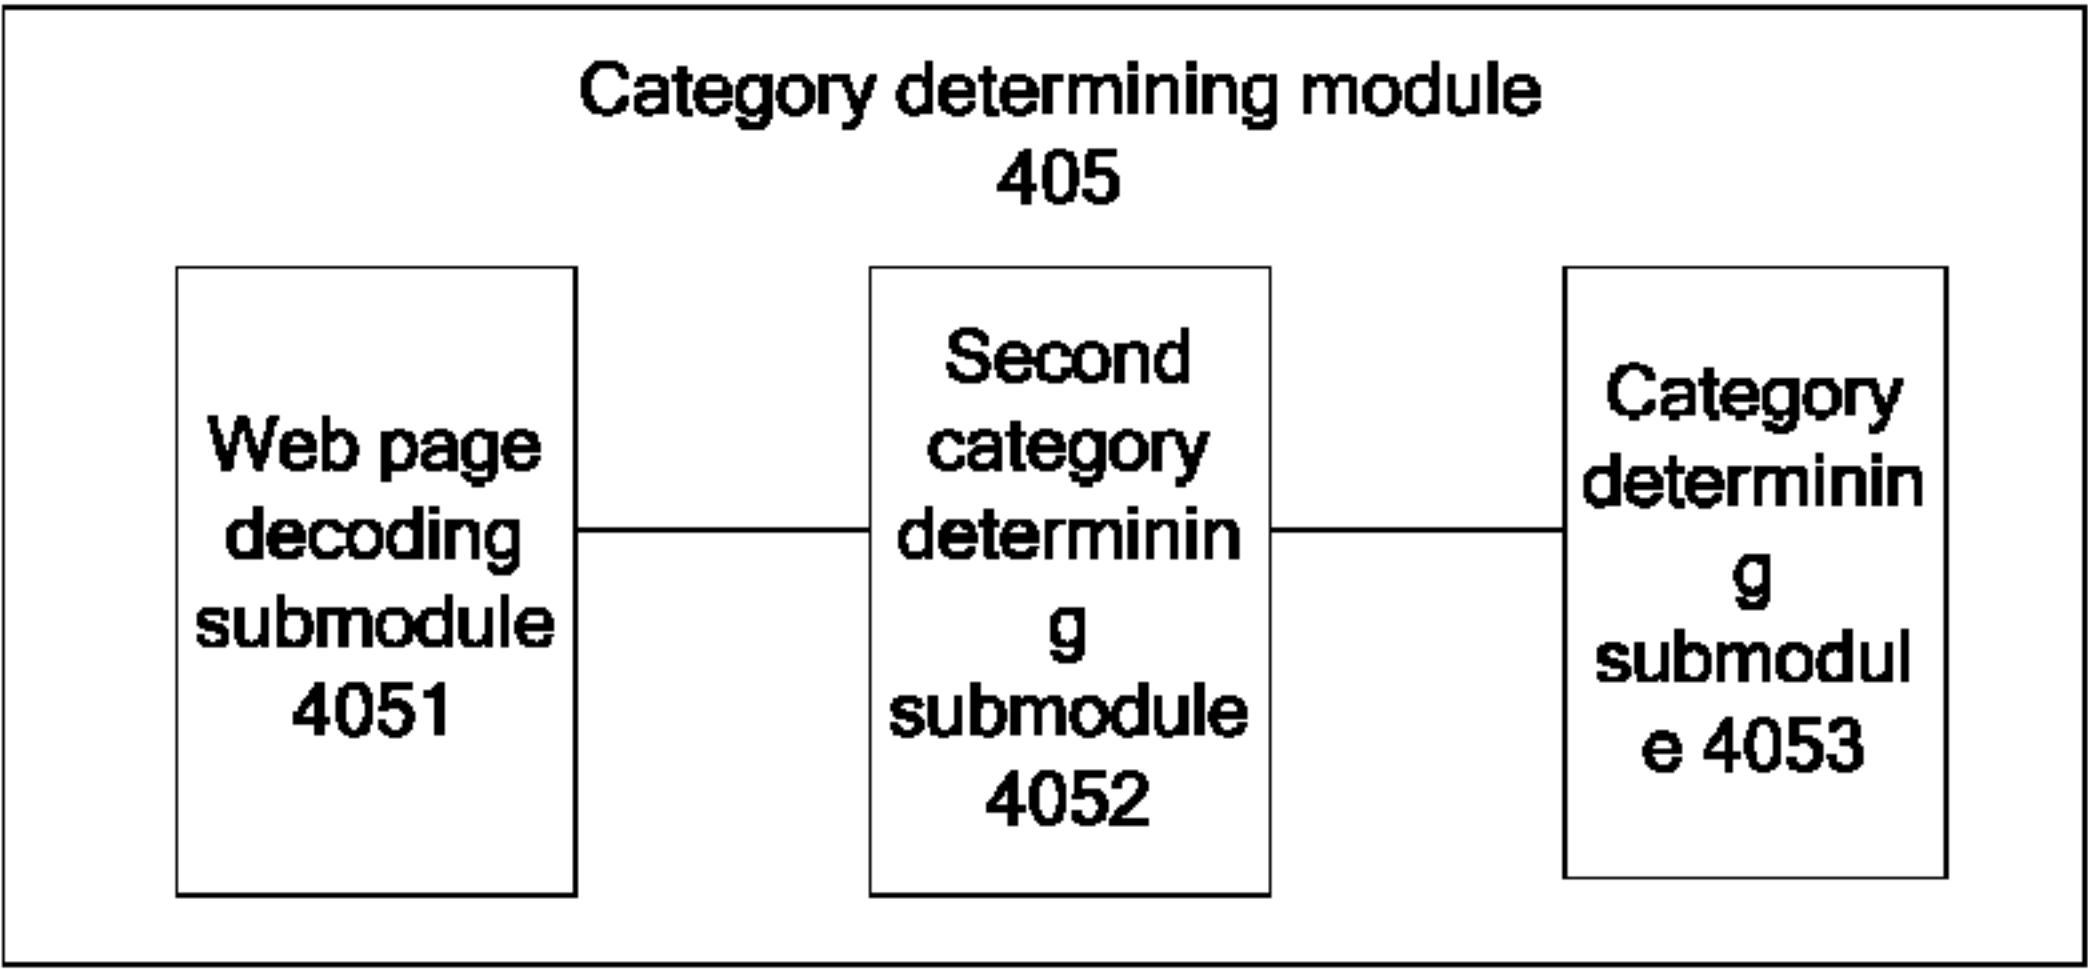 Category determining module
405
Web page
decoding
submodule
4051
Second
category
determinin
g
submodule
4052
Category
determinin
g
submodul
e 4053